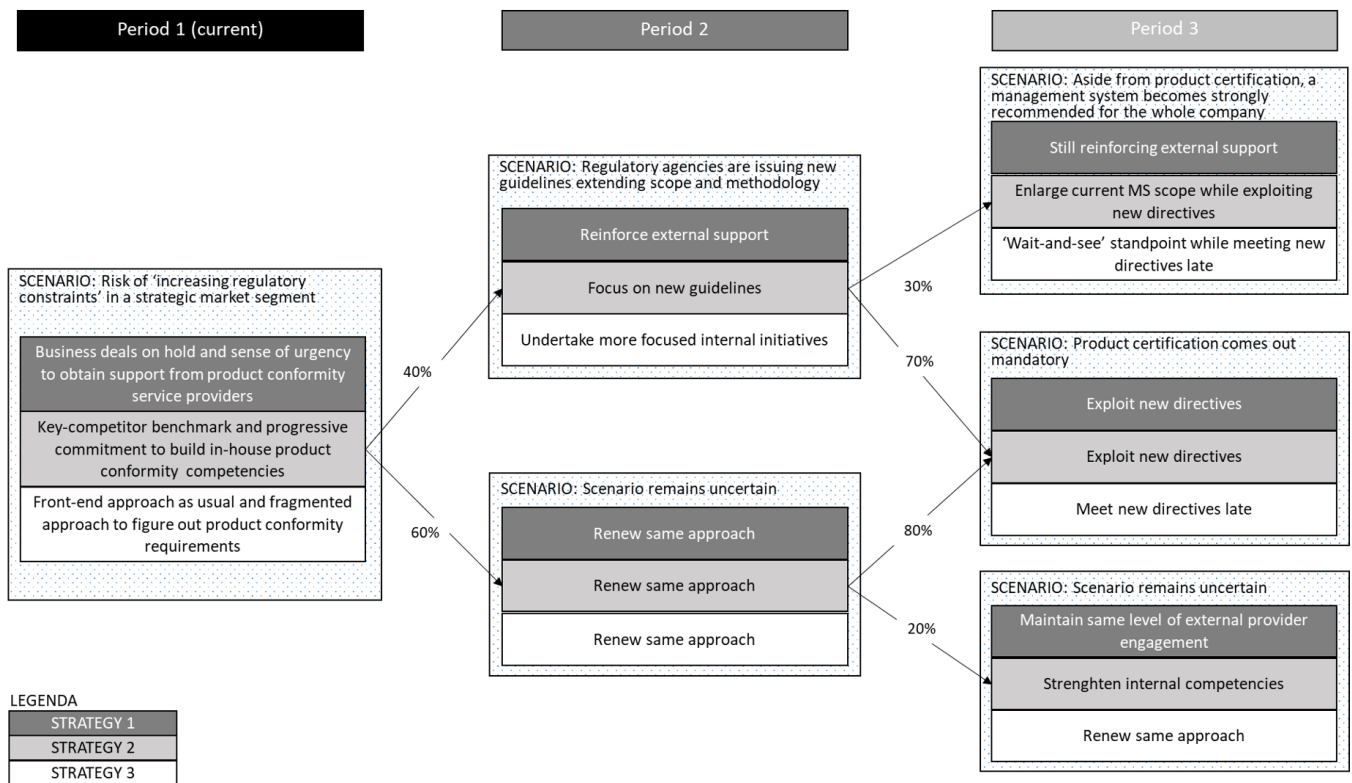 Period 1 (current)
Period 2
Period 3
SCENARIO: Risk of ‘increasing regulatory
constraints’ in a strategic market segment
Business deals on hold and sense of urgency
to obtain support from product conformity
service providers
Key-competitor benchmark and progressive
commitment to build in-house product
conformity competencies
Front-end approach as usual and fragmented
approach to figure out product conformity
requirements
40%
60%
SCENARIO: Regulatory agencies are issuing new
guidelines extending scope and methodology
Reinforce external support
Focus on new guidelines
Undertake more focused internal initiatives
SCENARIO: Scenario remains uncertain
Renew same approach
Renew same approach
Renew same approach
30%
70%
80%
20%
SCENARIO: Aside from product certification, a
management system becomes strongly
recommended for the whole company
Still reinforcing external support
Enlarge current MS scope while exploiting
new directives
‘Wait-and-see’ standpoint while meeting new
directives late
SCENARIO: Product certification comes out
mandatory
Exploit new directives
Exploit new directives
Meet new directives late
SCENARIO: Scenario remains uncertain
Maintain same level of external provider
engagement
Strenghten internal competencies
Renew same approach
LEGENDA
STRATEGY 1
STRATEGY 2
STRATEGY 3